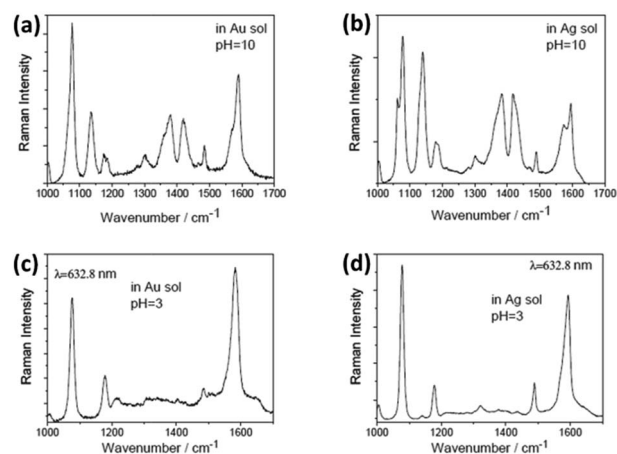 (a)
in Au sol
pH=10
Raman Intensity
1000 1100 1200 1300 1400 1500 1600 1700
Wavenumber / cm⁻¹
(b)
in Ag sol
pH=10
Raman Intensity
1000 1100 1200 1300 1400 1500 1600 1700
Wavenumber / cm⁻¹
(c)
λ=632.8 nm
in Au sol
pH=3
Raman Intensity
1000 1200 1400 1600
Wavenumber / cm⁻¹
(d)
λ=632.8 nm
in Ag sol
pH=3
Raman Intensity
1000 1200 1400 1600
Wavenumber / cm⁻¹